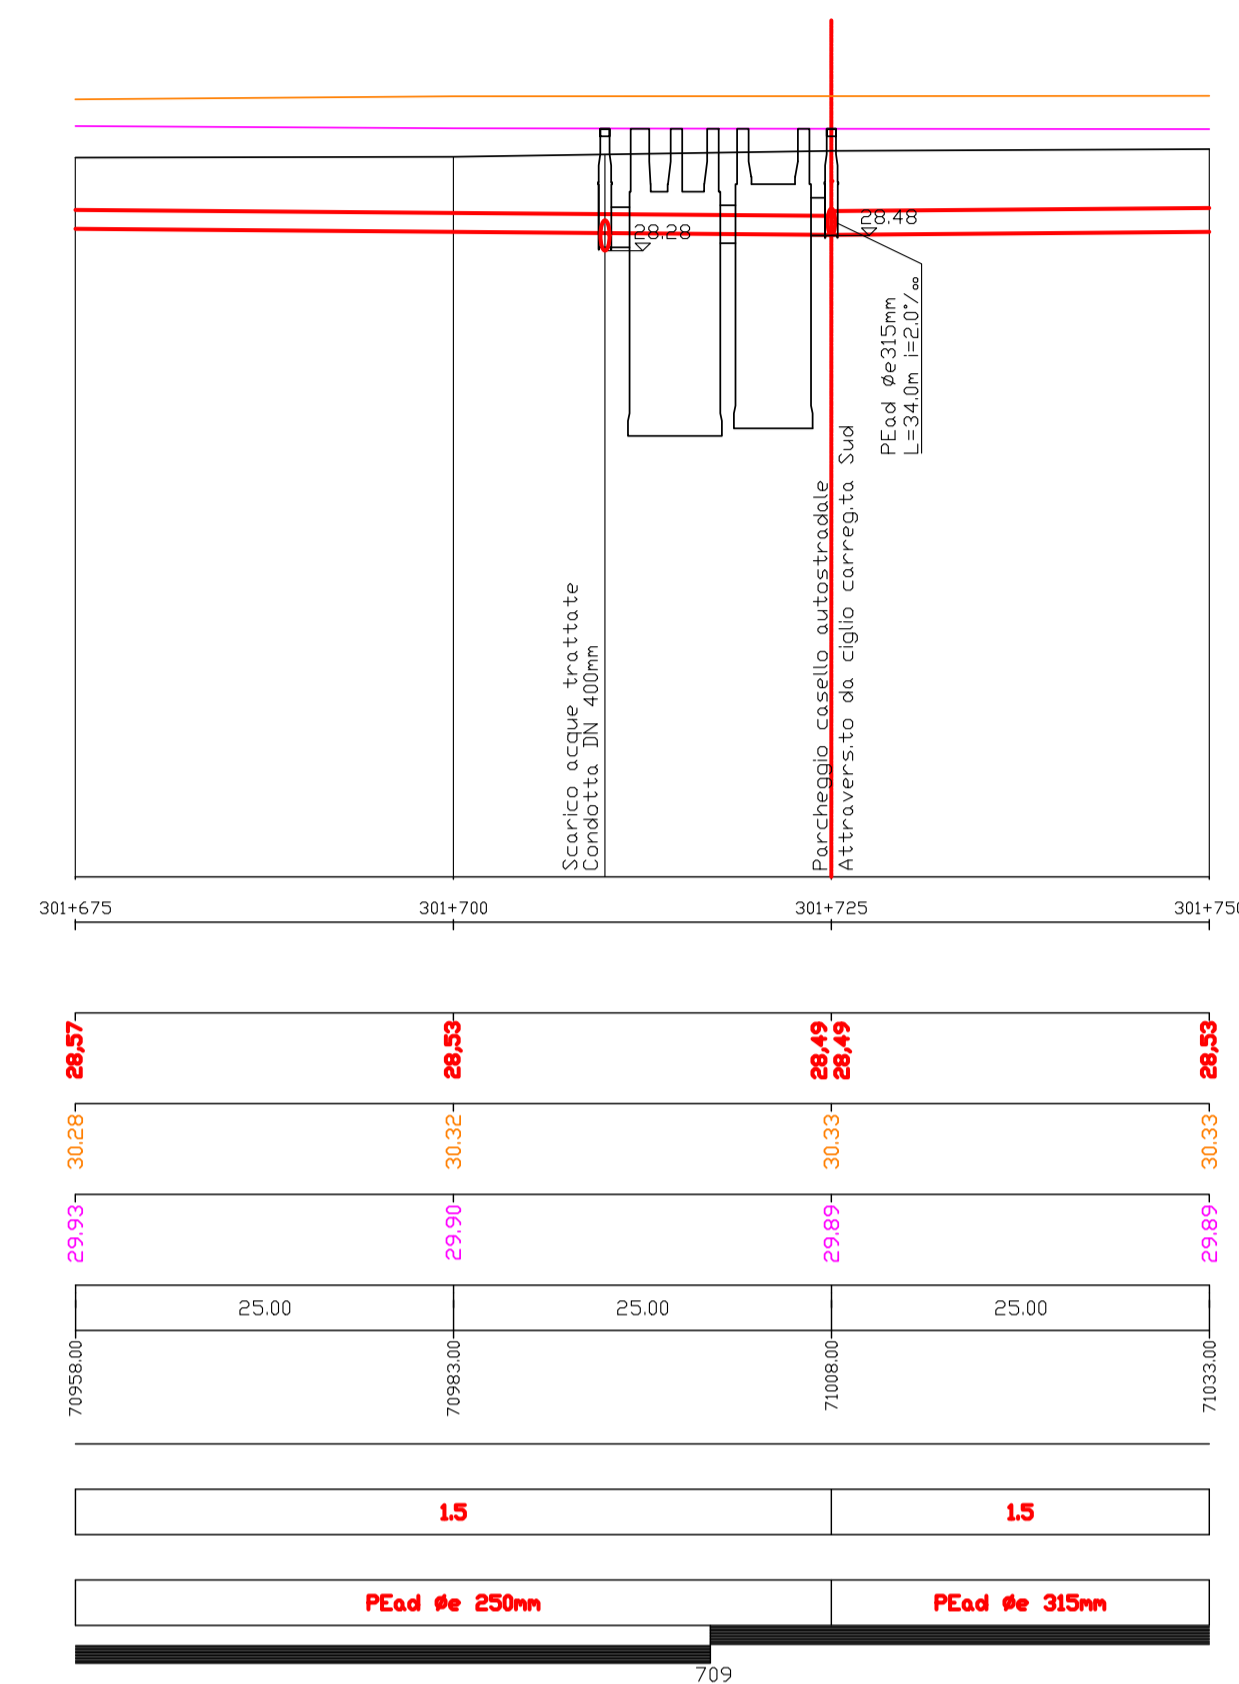 28.28
28.48
PEad øe315mm
L=34.0m i=2.0°/∞
Scarico acque trattate
Condotta DN 400mm
Parcheggio casello autostradale
Attravers.to da ciglio carreg.ta Sud
301+675 301+700 301+725 301+750
28,57 28,53 28,49 28,49 28,53
30.28 30.32 30.33 30.33
29.93 29.90 29.89 29.89
25.00 25.00 25.00
70958.00 70983.00 71008.00 71033.00
1.5 1.5
PEad øe 250mm PEad øe 315mm
709